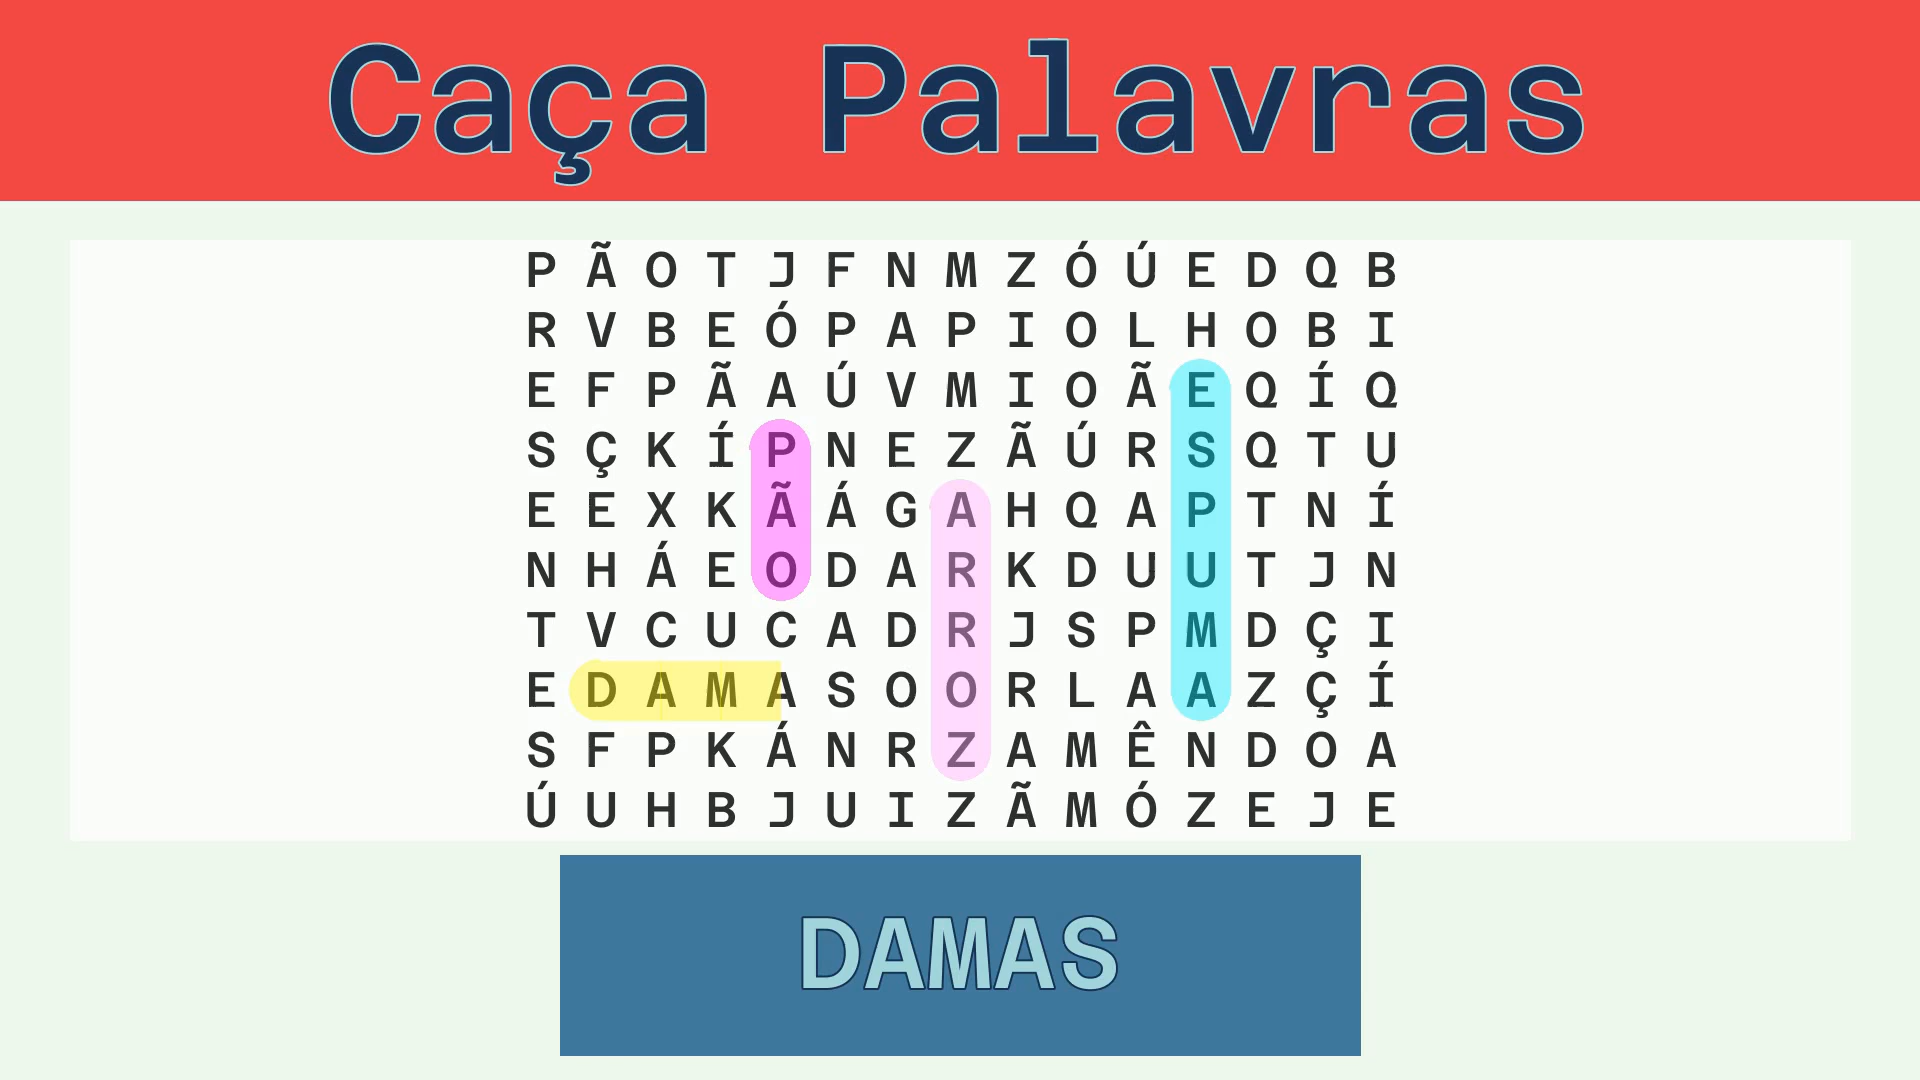 Caça Palavras
P Ã O T J F N M Z Ó Ú E D Q B
R V B E Ó P A P I O L H O B I
E F P Ã A Ú V M I O Ã E Q Í Q
S Ç K Í P N E Z Ã Ú R S Q T U
E E X K Ã Á G A H Q A P T N Í
N H Á E O D A R K D U U T J N
T V C U C A D R J S P M D Ç I
E D A M A S O O R L A A Z Ç Í
S F P K Á N R Z A M Ê N D O A
Ú U H B J U I Z Ã M Ó Z E J E
DAMAS